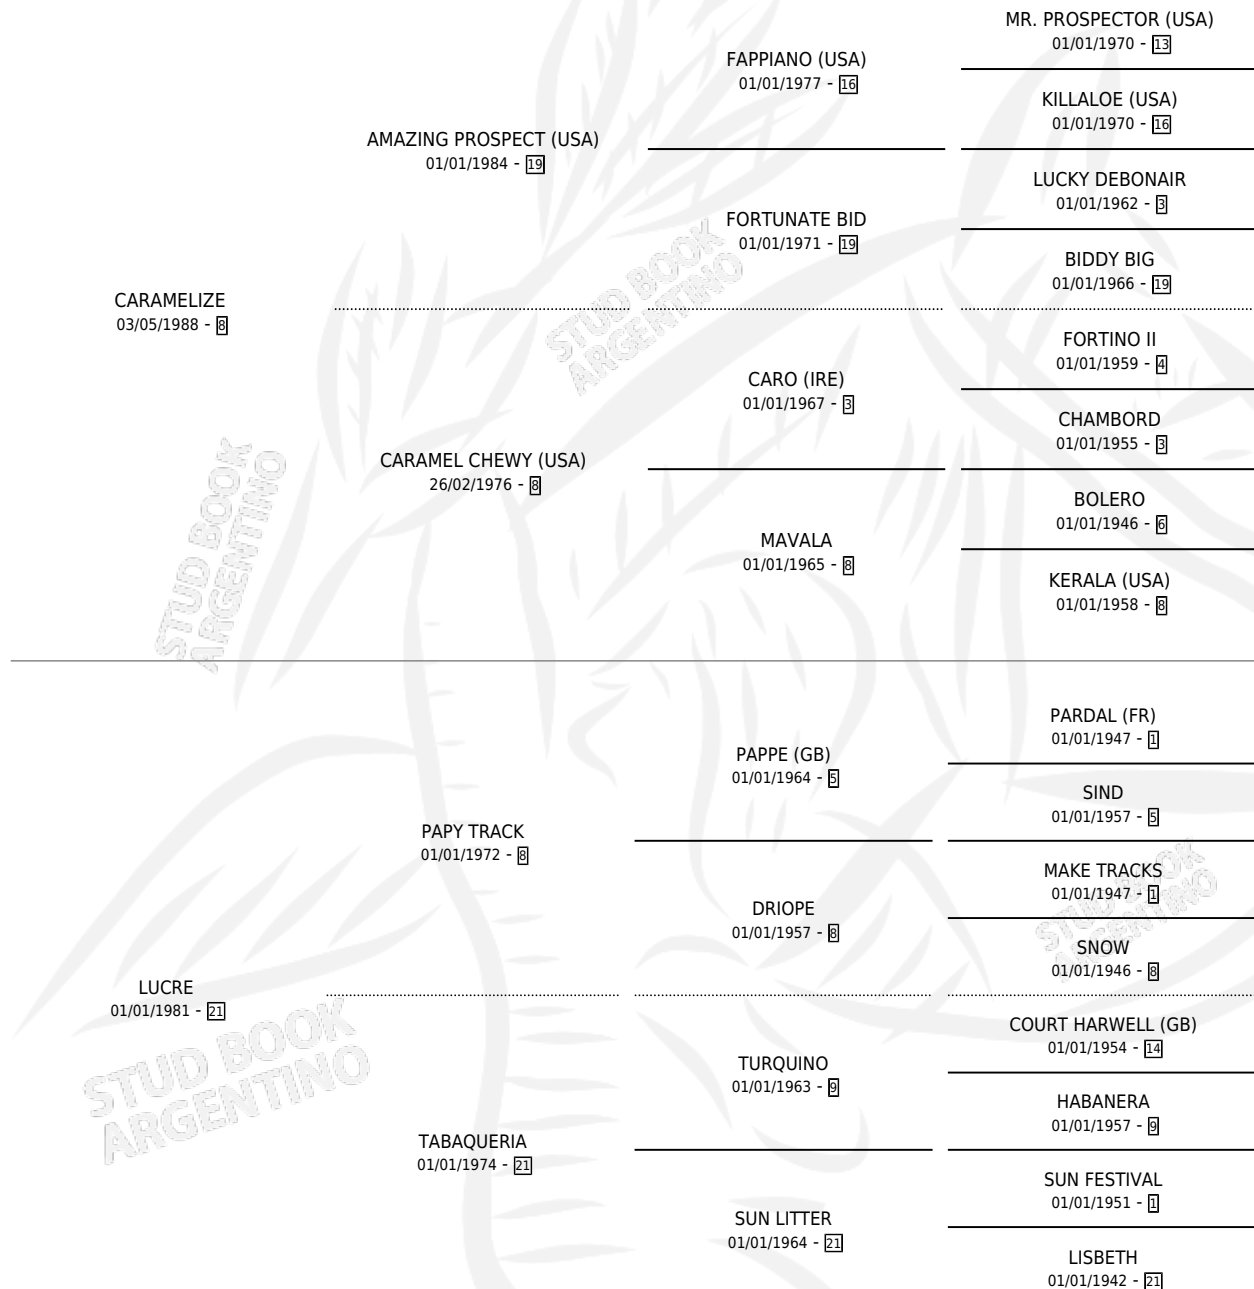 MR. PROSPECTOR (USA)
01/01/1970 - 13
FAPPIANO (USA)
01/01/1977 - 16
KILLALOE (USA)
01/01/1970 - 16
AMAZING PROSPECT (USA)
01/01/1984 - 19
LUCKY DEBONAIR
01/01/1962 - 3
FORTUNATE BID
01/01/1971 - 19
BIDDY BIG
01/01/1966 - 19
CARAMELIZE
03/05/1988 - 8
FORTINO II
01/01/1959 - 4
CARO (IRE)
01/01/1967 - 3
CHAMBORD
01/01/1955 - 3
CARAMEL CHEWY (USA)
26/02/1976 - 8
BOLERO
01/01/1946 - 6
MAVALA
01/01/1965 - 8
KERALA (USA)
01/01/1958 - 8
PARDAL (FR)
01/01/1947 - 1
PAPPE (GB)
01/01/1964 - 5
SIND
01/01/1957 - 5
PAPY TRACK
01/01/1972 - 8
MAKE TRACKS
01/01/1947 - 1
DRIOPE
01/01/1957 - 8
SNOW
01/01/1946 - 8
LUCRE
01/01/1981 - 21
COURT HARWELL (GB)
01/01/1954 - 14
TURQUINO
01/01/1963 - 9
HABANERA
01/01/1957 - 9
TABAQUERIA
01/01/1974 - 21
SUN FESTIVAL
01/01/1951 - 1
SUN LITTER
01/01/1964 - 21
LISBETH
01/01/1942 - 21
STUD BOOK
ARGENTINO
STUD BOOK
ARGENTINO
STUD BOOK
ARGENTINO
STUD BOOK
ARGENTINO